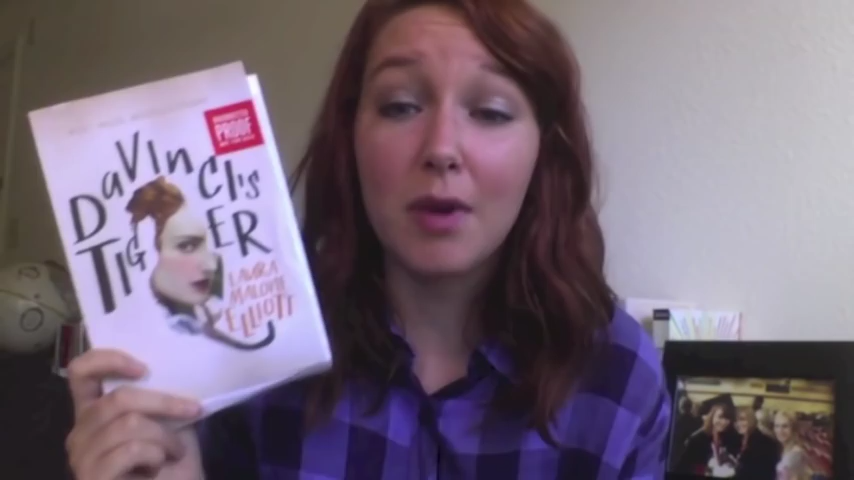 DaVInCI's
TIGER
LAURA
MALONE
ELLIOTT
PROOF